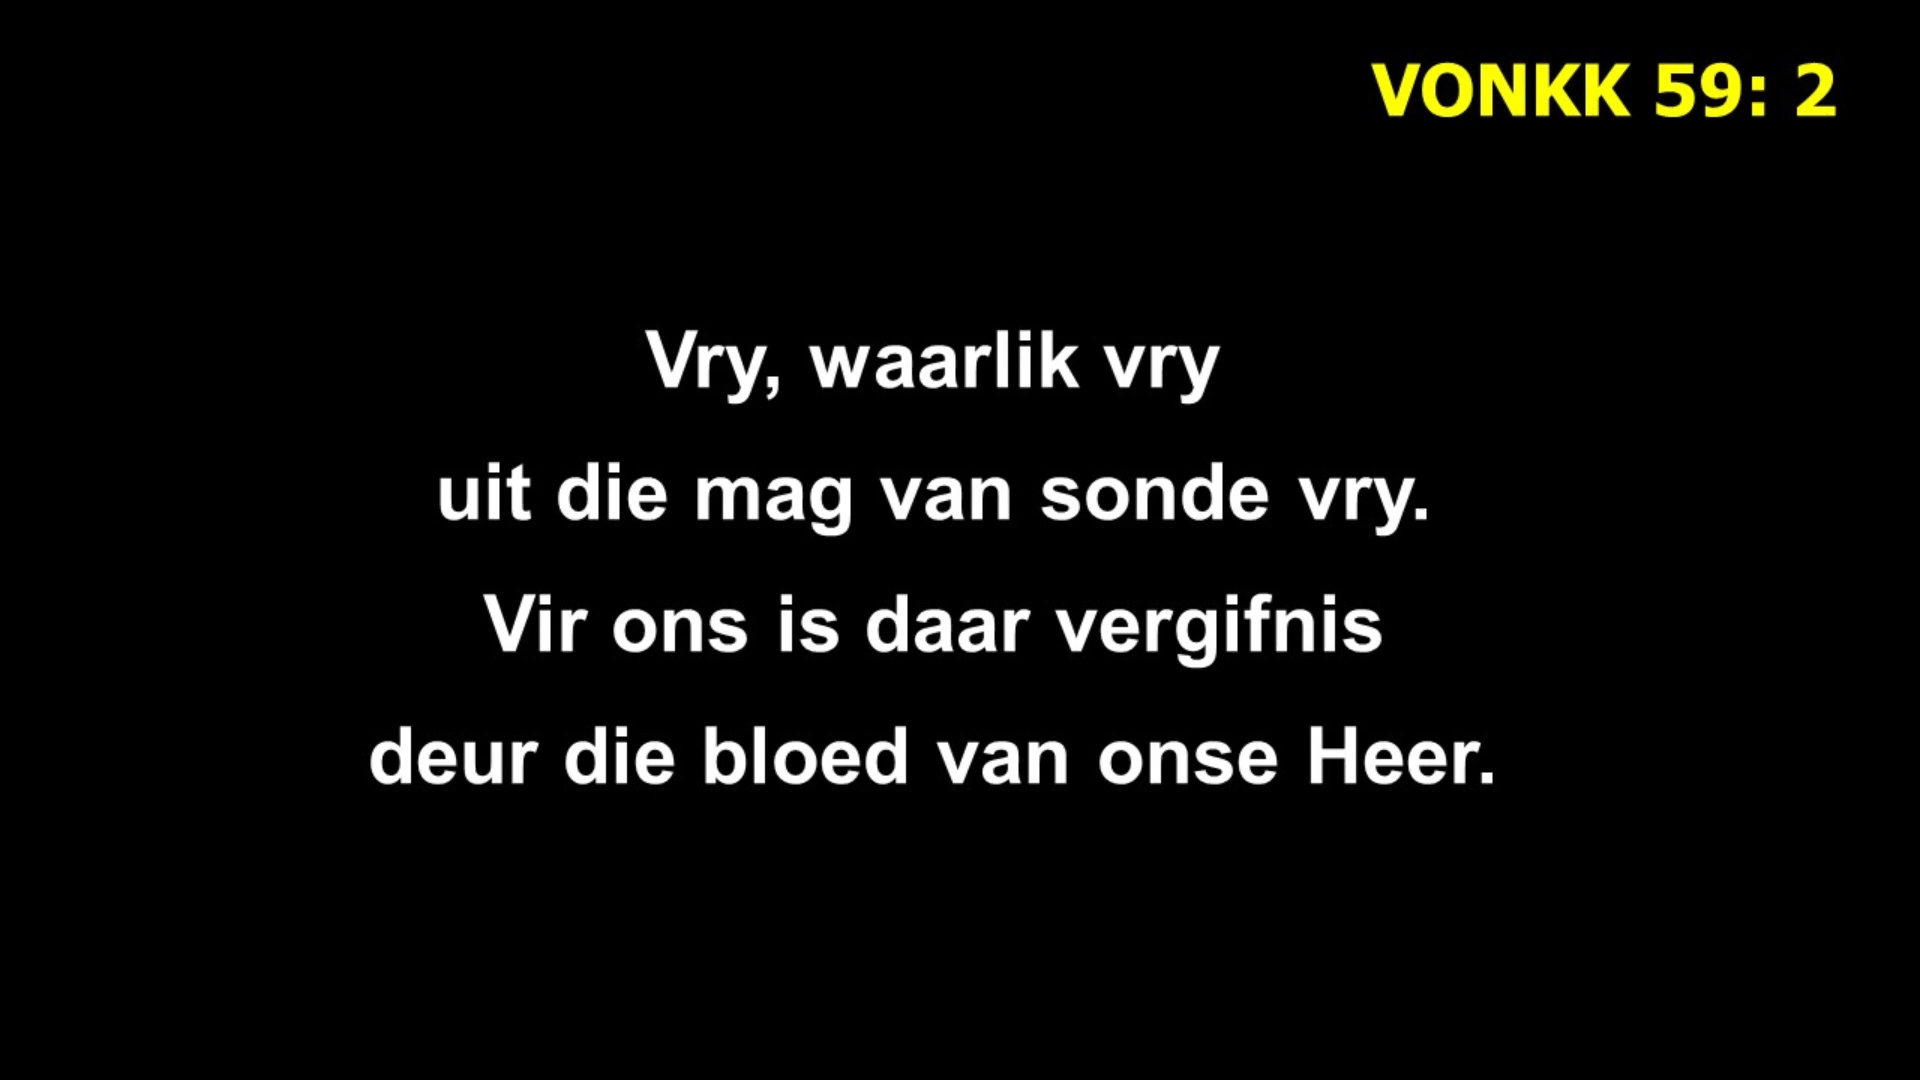 VONKK 59: 2
Vry, waarlik vry
uit die mag van sonde vry.
Vir ons is daar vergifnis
deur die bloed van onse Heer.